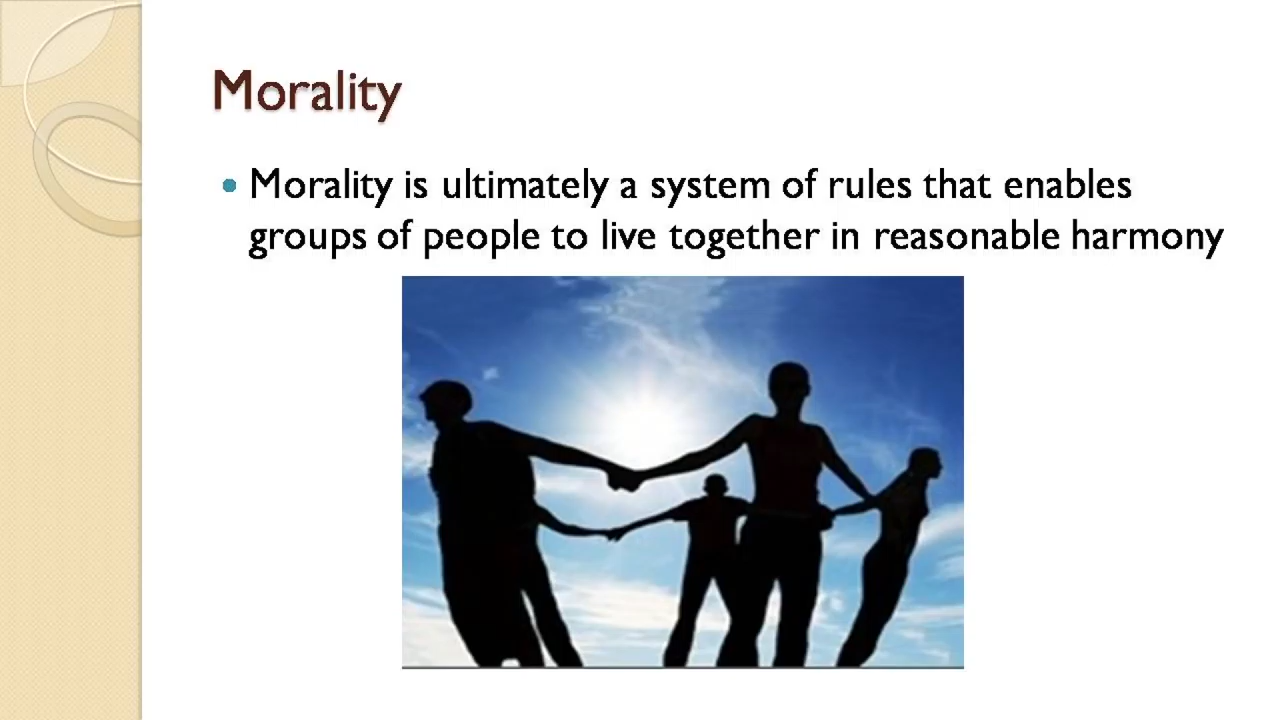 Morality
• Morality is ultimately a system of rules that enables
groups of people to live together in reasonable harmony